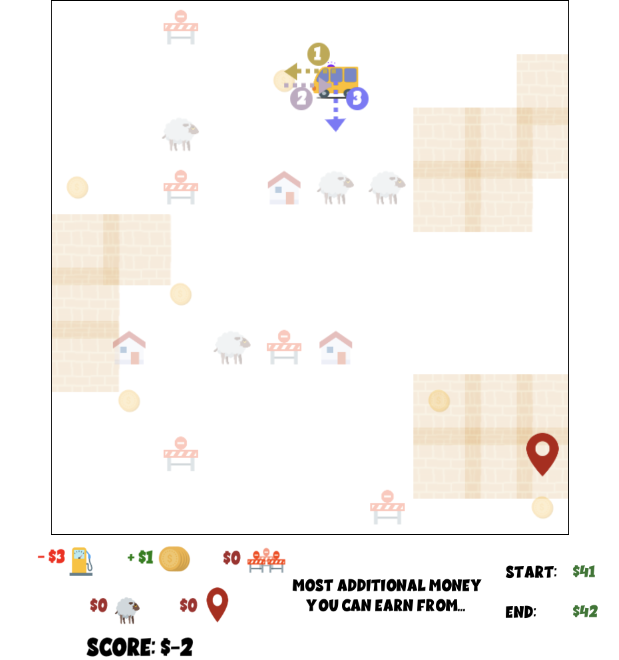 1
2
3
- $3
+ $1
$0
$0
$0
MOST ADDITIONAL MONEY
YOU CAN EARN FROM...
START: $41
END: $42
SCORE: $-2